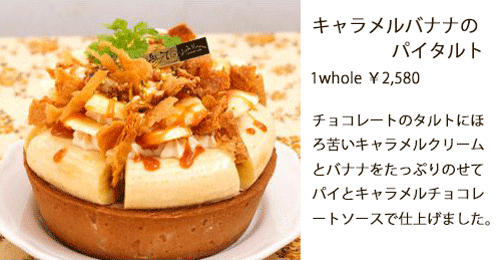 キャラメルバナナの
パイタルト
1whole ￥2,580
チョコレートのタルトにほ
ろ苦いキャラメルクリーム
とバナナをたっぷりのせて
パイとキャラメルチョコレ
ートソースで仕上げました。